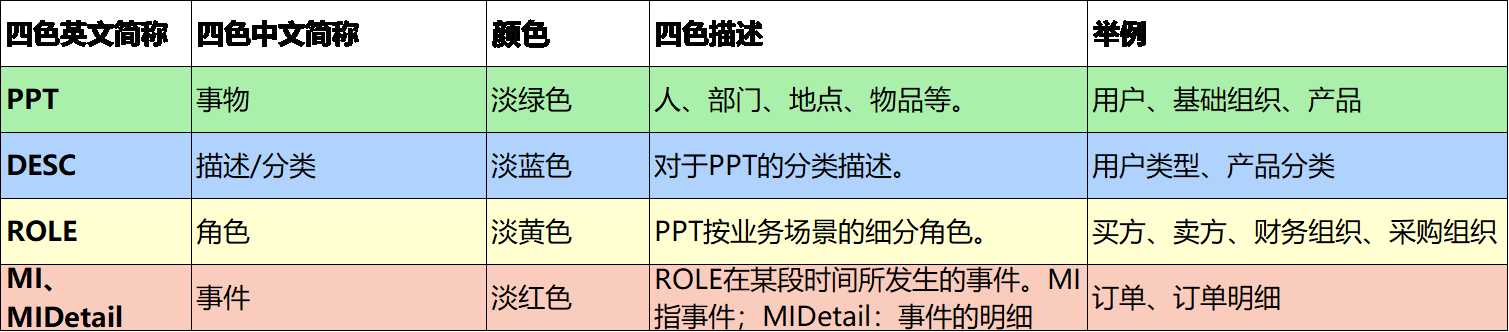 四色英文简称 四色中文简称 颜色 四色描述 举例
PPT 事物 淡绿色 人、部门、地点、物品等。 用户、基础组织、产品
DESC 描述/分类 淡蓝色 对于PPT的分类描述。 用户类型、产品分类
ROLE 角色 淡黄色 PPT按业务场景的细分角色。 买方、卖方、财务组织、采购组织
MI、
MIDetail 事件 淡红色 ROLE在某段时间所发生的事件。MI
指事件；MIDetail：事件的明细 订单、订单明细